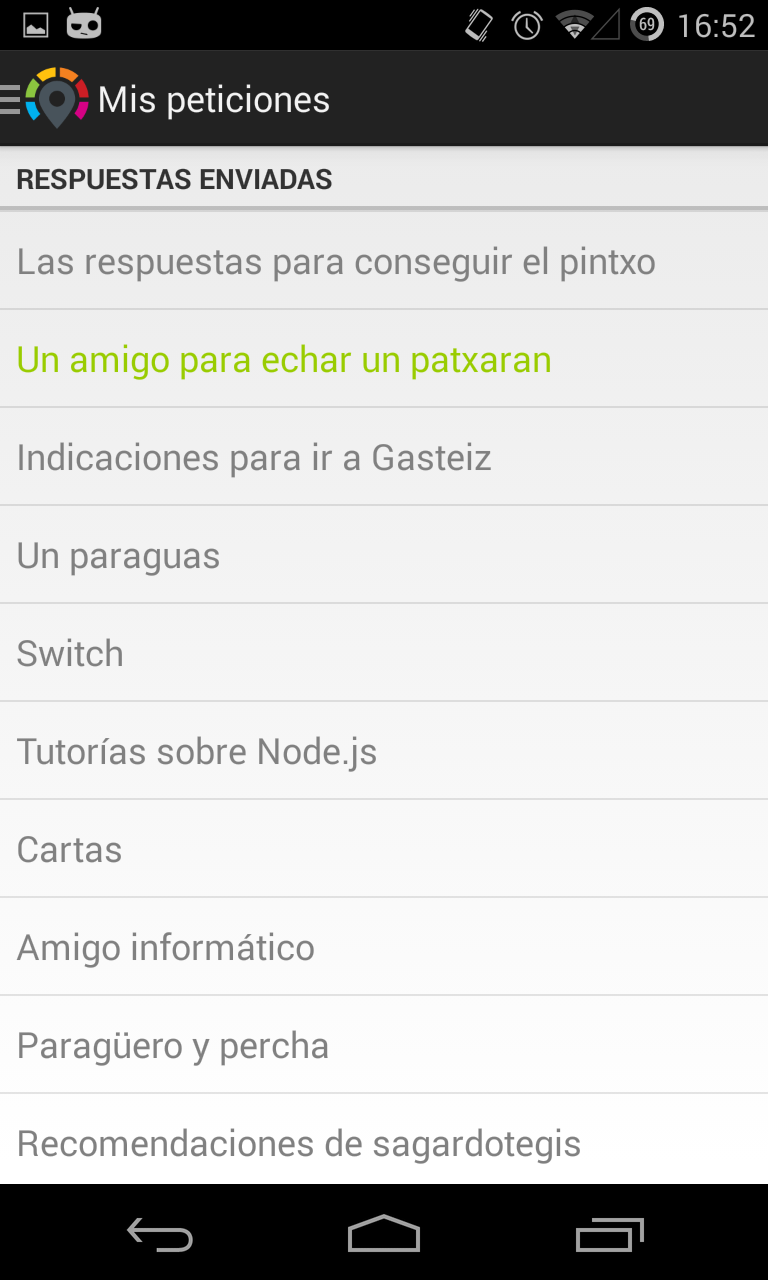 69 16:52
Mis peticiones
RESPUESTAS ENVIADAS
Las respuestas para conseguir el pintxo
Un amigo para echar un patxaran
Indicaciones para ir a Gasteiz
Un paraguas
Switch
Tutorías sobre Node.js
Cartas
Amigo informático
Paragüero y percha
Recomendaciones de sagardotegis